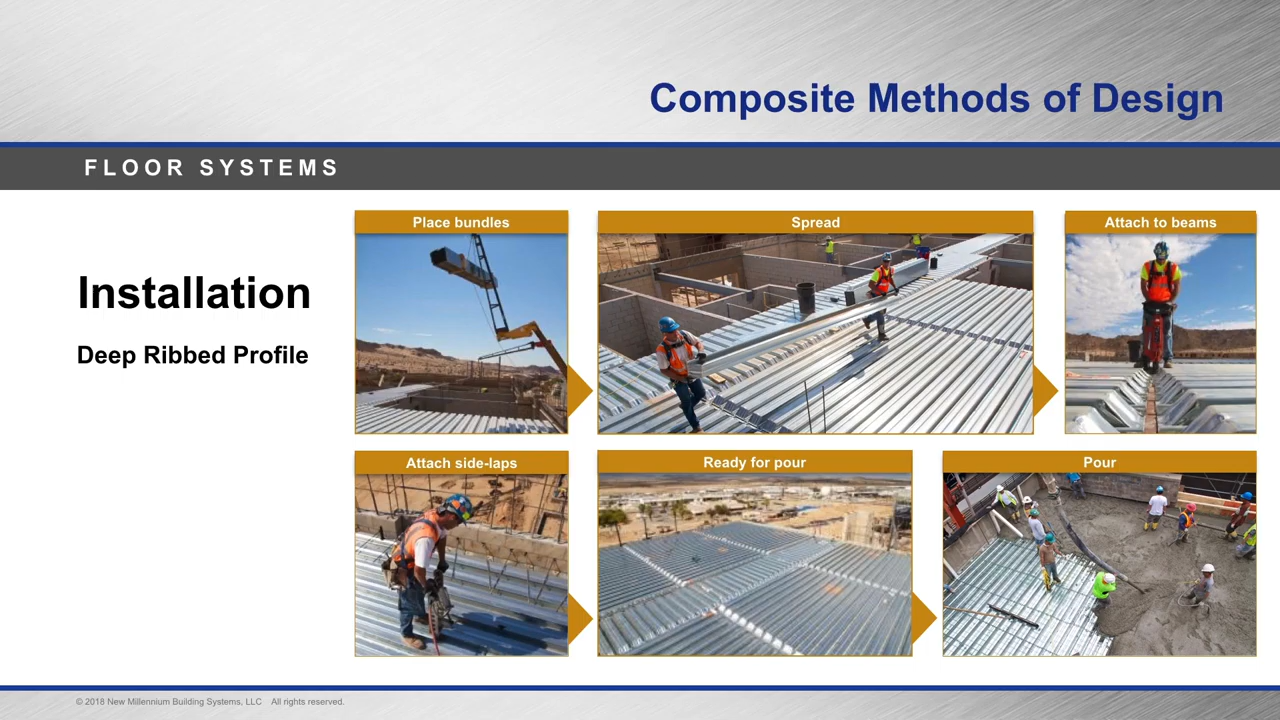 Composite Methods of Design
FLOOR SYSTEMS
Installation
Deep Ribbed Profile
Place bundles
Spread
Attach to beams
Attach side-laps
Ready for pour
Pour
© 2018 New Millennium Building Systems, LLC All rights reserved.